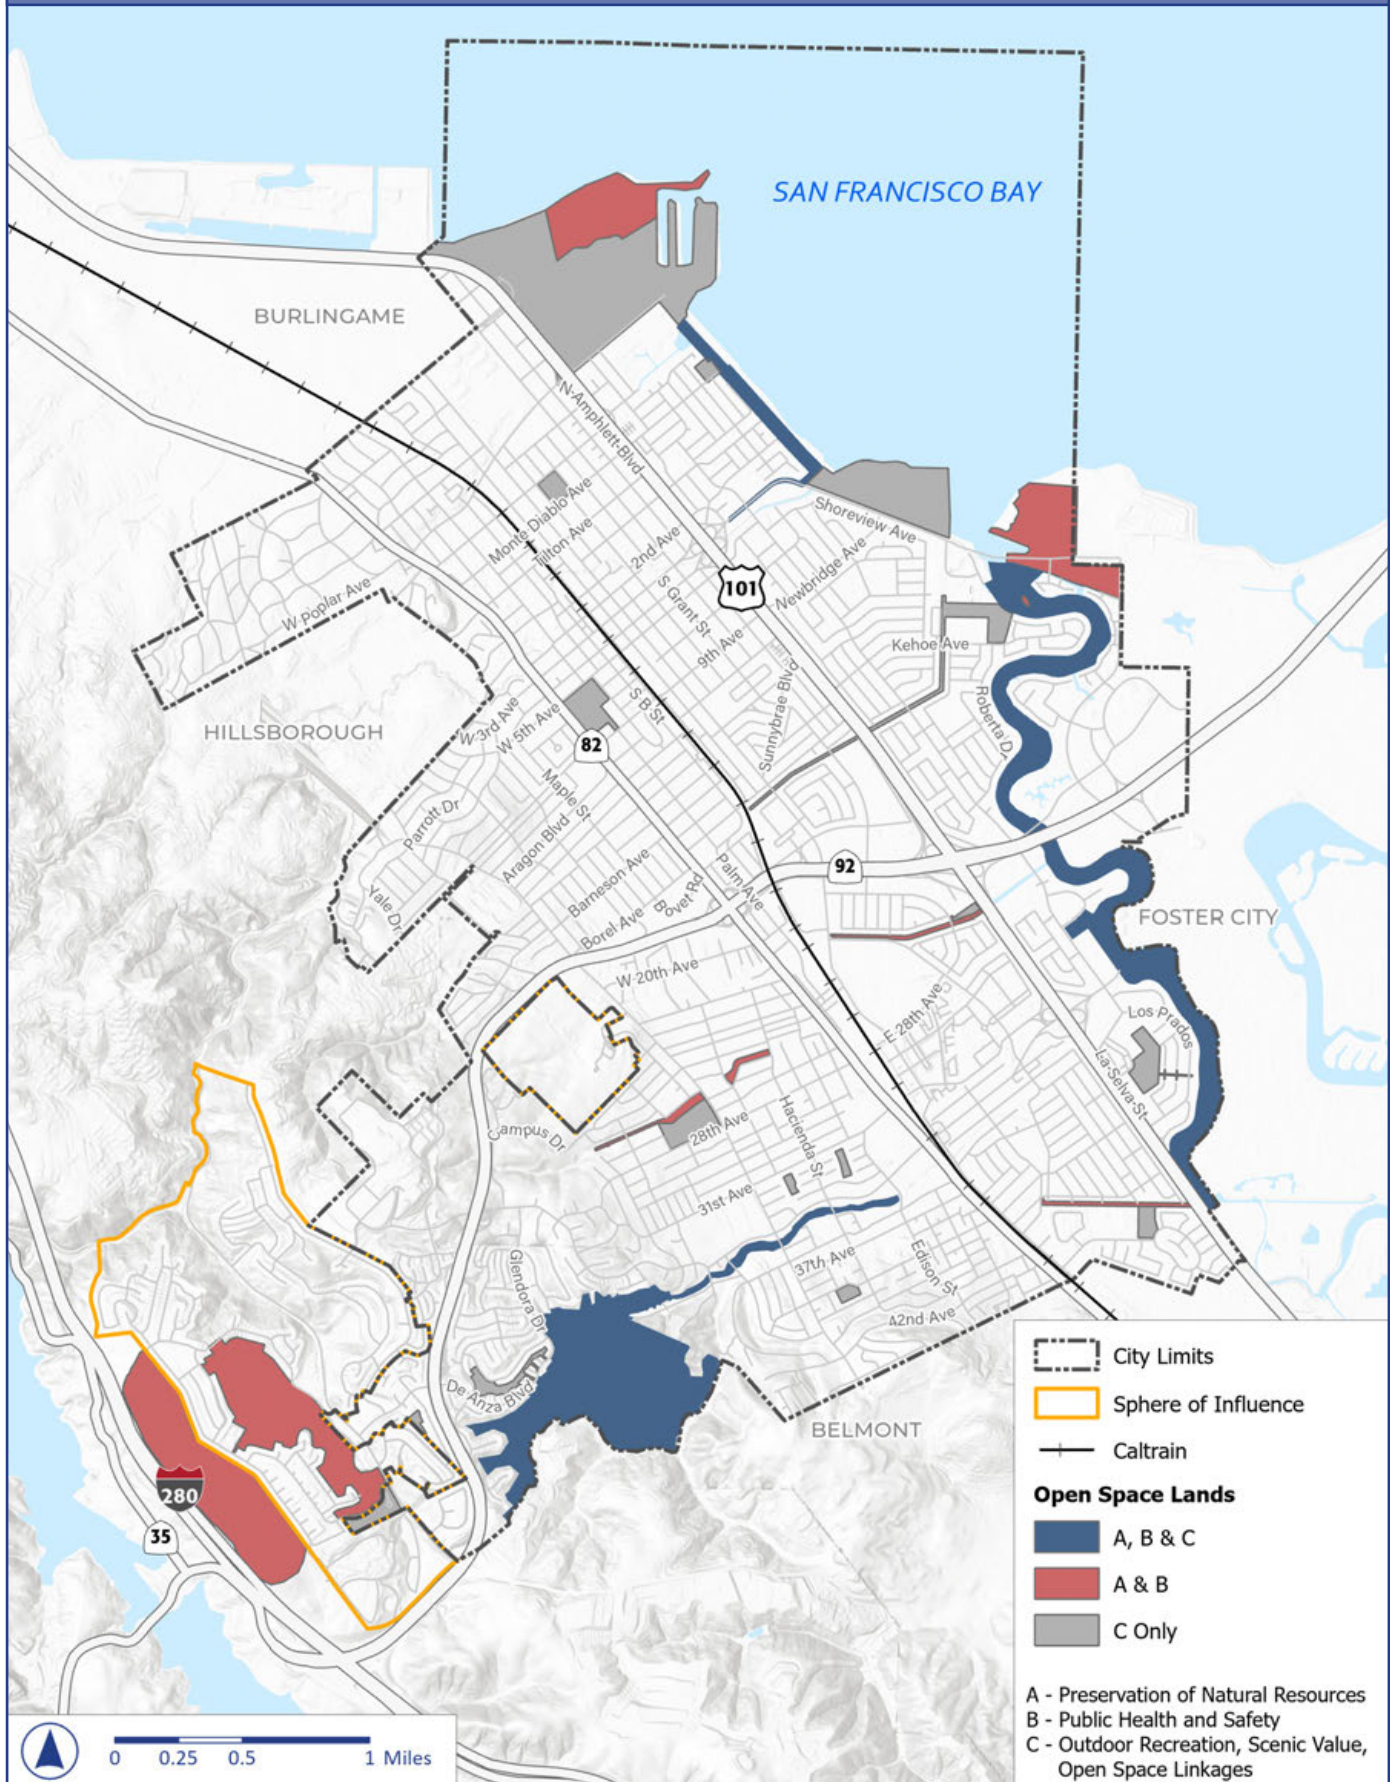 SAN FRANCISCO BAY
BURLINGAME
N Amphlett Blvd
Monte Diablo Ave
Tilton Ave
2nd Ave
Shoreview Ave
101
Newbridge Ave
S Grant St
W Poplar Ave
9th Ave
Kehoe Ave
HILLSBOROUGH
W 3rd Ave
W 5th Ave
S B St
Sunnybrae Blvd
Roberta Dr
82
Maple St
Parrott Dr
Aragon Blvd
Barneson Ave
Palm Ave
92
Bovet Rd
Yale Dr
Borel Ave
FOSTER CITY
W 20th Ave
E 28th Ave
Los Prados
La Selva St
Campus Dr
28th Ave
Hacienda St
31st Ave
37th Ave
Edison St
Glendora Dr
42nd Ave
De Anza Blvd
BELMONT
280
35
City Limits
Sphere of Influence
Caltrain
Open Space Lands
A, B & C
A & B
C Only
A - Preservation of Natural Resources
B - Public Health and Safety
C - Outdoor Recreation, Scenic Value,
Open Space Linkages
0 0.25 0.5 1 Miles